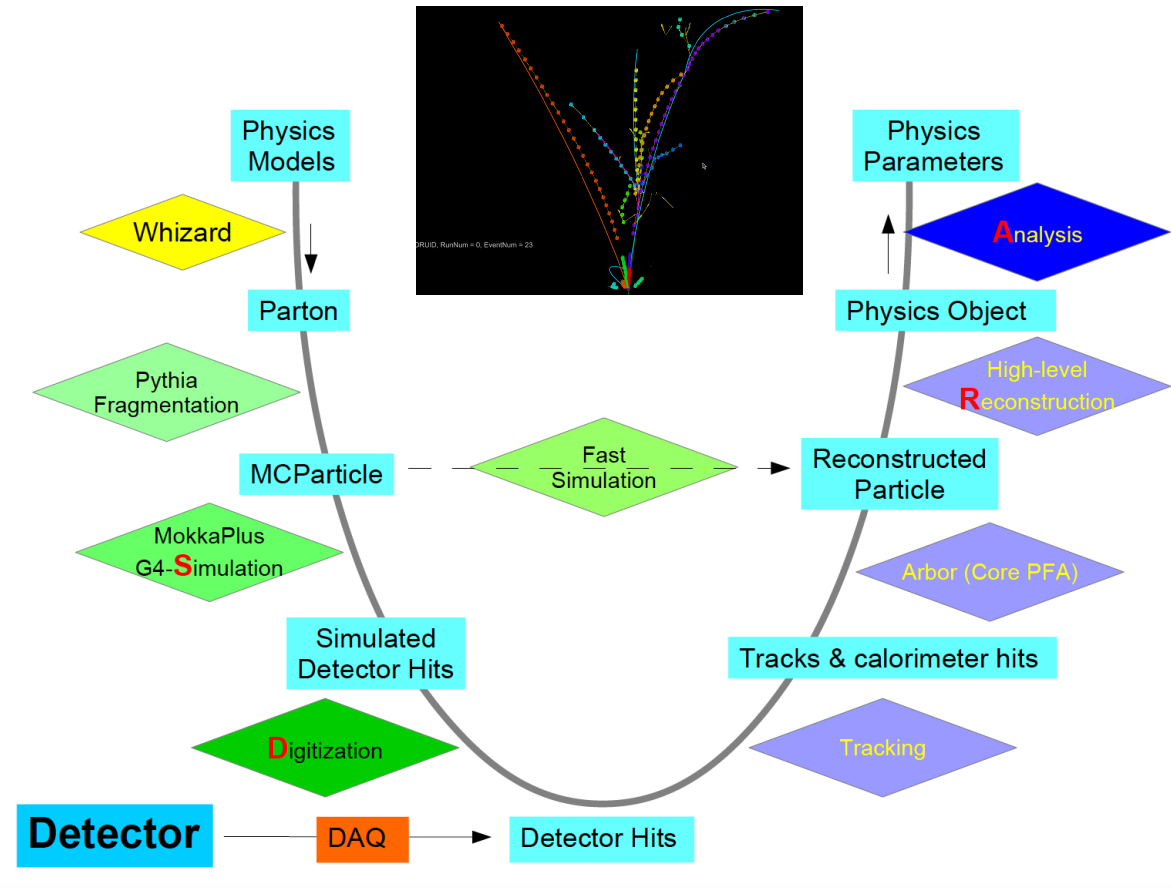 Physics
Models
Whizard
Parton
Pythia
Fragmentation
MCParticle
MokkaPlus
G4-Simulation
Simulated
Detector Hits
Digitization
Detector
DAQ
Detector Hits
DRUID, RunNum = 0, EventNum = 23
Fast
Simulation
Physics
Parameters
Analysis
Physics Object
High-level
Reconstruction
Reconstructed
Particle
Arbor (Core PFA)
Tracks & calorimeter hits
Tracking